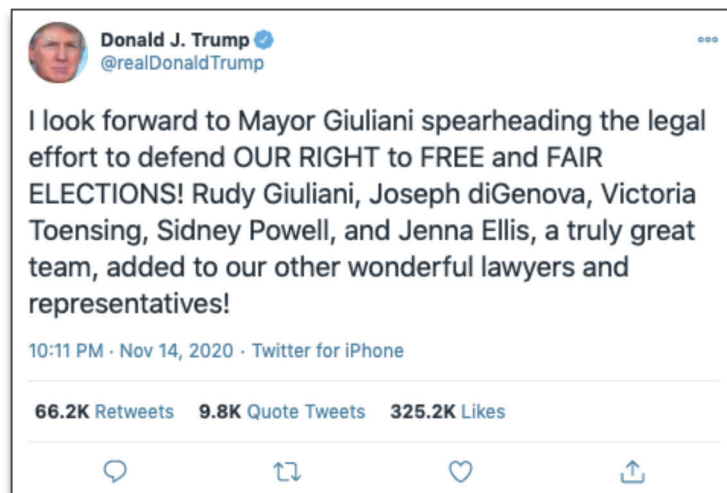 Donald J. Trump
@realDonaldTrump
I look forward to Mayor Giuliani spearheading the legal
effort to defend OUR RIGHT to FREE and FAIR
ELECTIONS! Rudy Giuliani, Joseph diGenova, Victoria
Toensing, Sidney Powell, and Jenna Ellis, a truly great
team, added to our other wonderful lawyers and
representatives!
10:11 PM · Nov 14, 2020 · Twitter for iPhone
66.2K Retweets 9.8K Quote Tweets 325.2K Likes